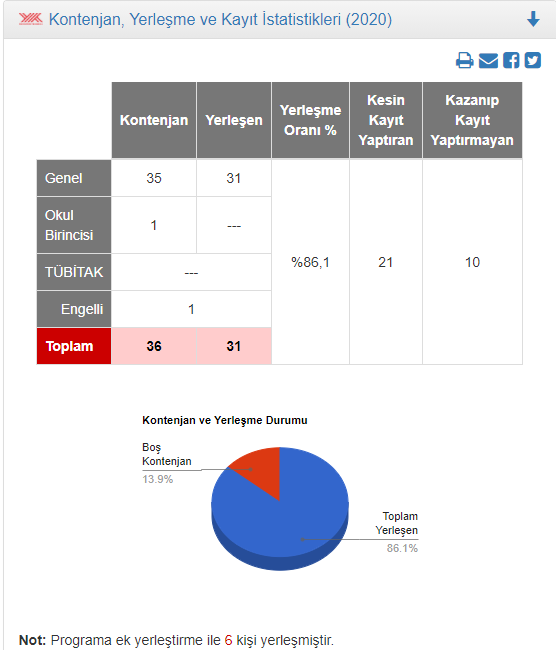 Kontenjan, Yerleşme ve Kayıt İstatistikleri (2020)
Kontenjan Yerleşen Yerleşme Oranı % Kesin Kayıt Yaptıran Kazanıp Kayıt Yaptırmayan
Genel 35 31
Okul Birincisi 1 ---
TÜBİTAK ---
%86,1 21 10
Engelli 1
Toplam 36 31
Kontenjan ve Yerleşme Durumu
Boş
Kontenjan
13.9%
Toplam
Yerleşen
86.1%
Not: Programa ek yerleştirme ile 6 kişi yerleşmiştir.